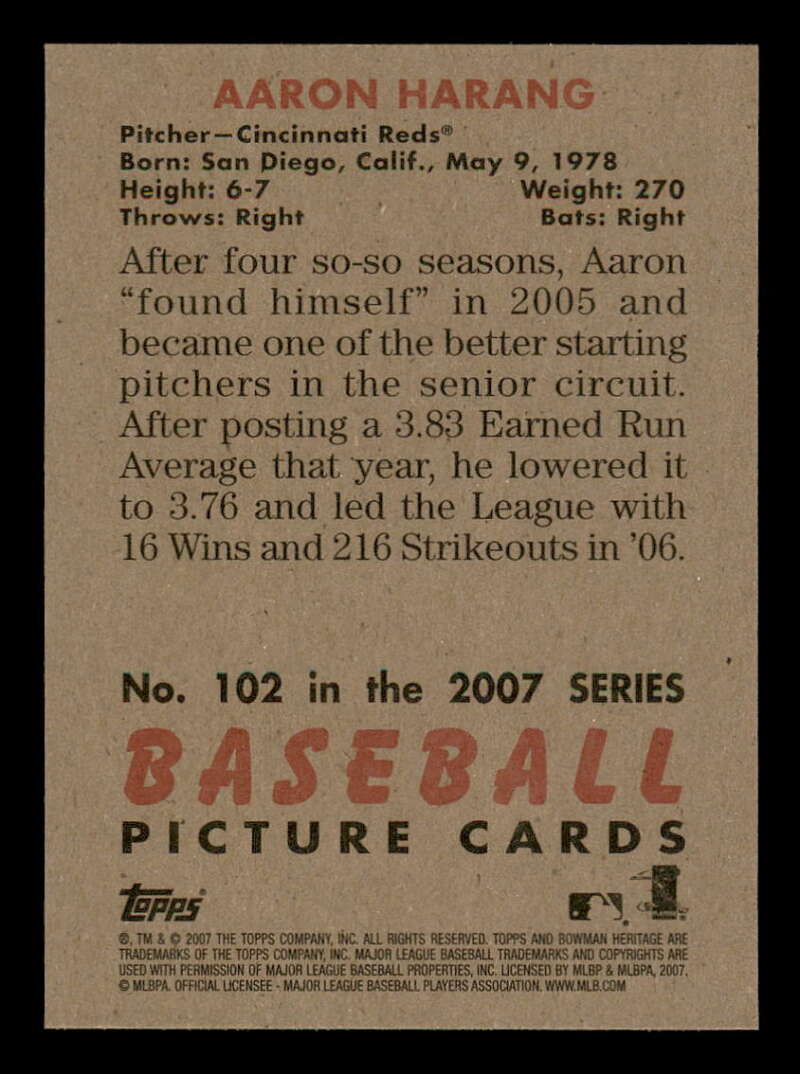 AARON HARANG
Pitcher—Cincinnati Reds®
Born: San Diego, Calif., May 9, 1978
Height: 6-7 Weight: 270
Throws: Right Bats: Right
After four so-so seasons, Aaron
“found himself” in 2005 and
became one of the better starting
pitchers in the senior circuit.
After posting a 3.83 Earned Run
Average that year, he lowered it
to 3.76 and led the League with
16 Wins and 216 Strikeouts in ’06.
No. 102 in the 2007 SERIES
BASEBALL
PICTURE CARDS
Topps
®, TM & © 2007 THE TOPPS COMPANY, INC. ALL RIGHTS RESERVED. TOPPS AND BOWMAN HERITAGE ARE
TRADEMARKS OF THE TOPPS COMPANY, INC. MAJOR LEAGUE BASEBALL TRADEMARKS AND COPYRIGHTS ARE
USED WITH PERMISSION OF MAJOR LEAGUE BASEBALL PROPERTIES, INC. LICENSED BY MLBP & MLBPA, 2007.
© MLBPA. OFFICIAL LICENSEE - MAJOR LEAGUE BASEBALL PLAYERS ASSOCIATION. WWW.MLB.COM